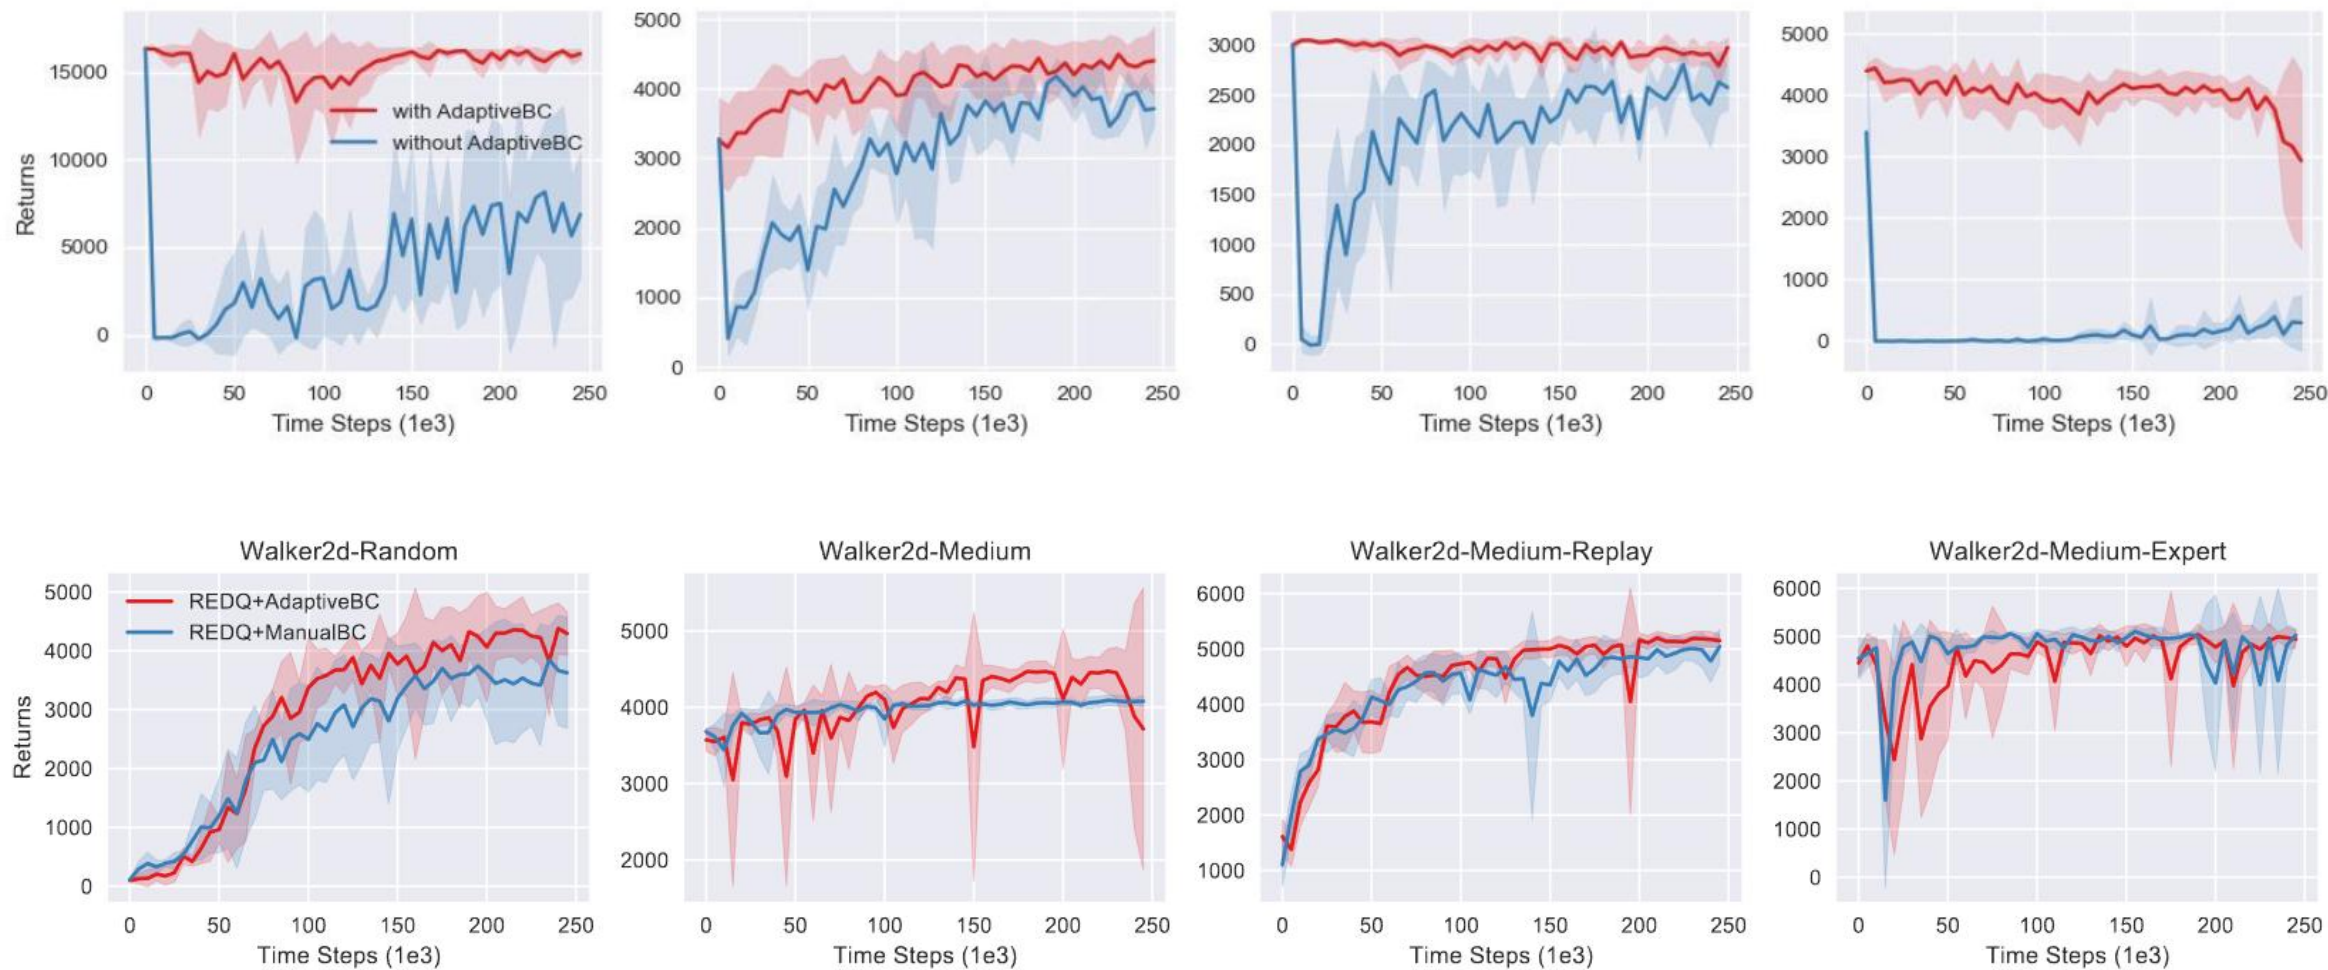 15000
10000
5000
0
Returns
with AdaptiveBC
without AdaptiveBC
0 50 100 150 200 250
Time Steps (1e3)
5000
4000
3000
2000
1000
0
0 50 100 150 200 250
Time Steps (1e3)
3000
2500
2000
1500
1000
500
0
0 50 100 150 200 250
Time Steps (1e3)
5000
4000
3000
2000
1000
0
0 50 100 150 200 250
Time Steps (1e3)
Walker2d-Random
5000
4000
3000
2000
1000
0
Returns
REDQ+AdaptiveBC
REDQ+ManualBC
0 50 100 150 200 250
Time Steps (1e3)
Walker2d-Medium
5000
4000
3000
2000
0 50 100 150 200 250
Time Steps (1e3)
Walker2d-Medium-Replay
6000
5000
4000
3000
2000
1000
0 50 100 150 200 250
Time Steps (1e3)
Walker2d-Medium-Expert
6000
5000
4000
3000
2000
1000
0
0 50 100 150 200 250
Time Steps (1e3)